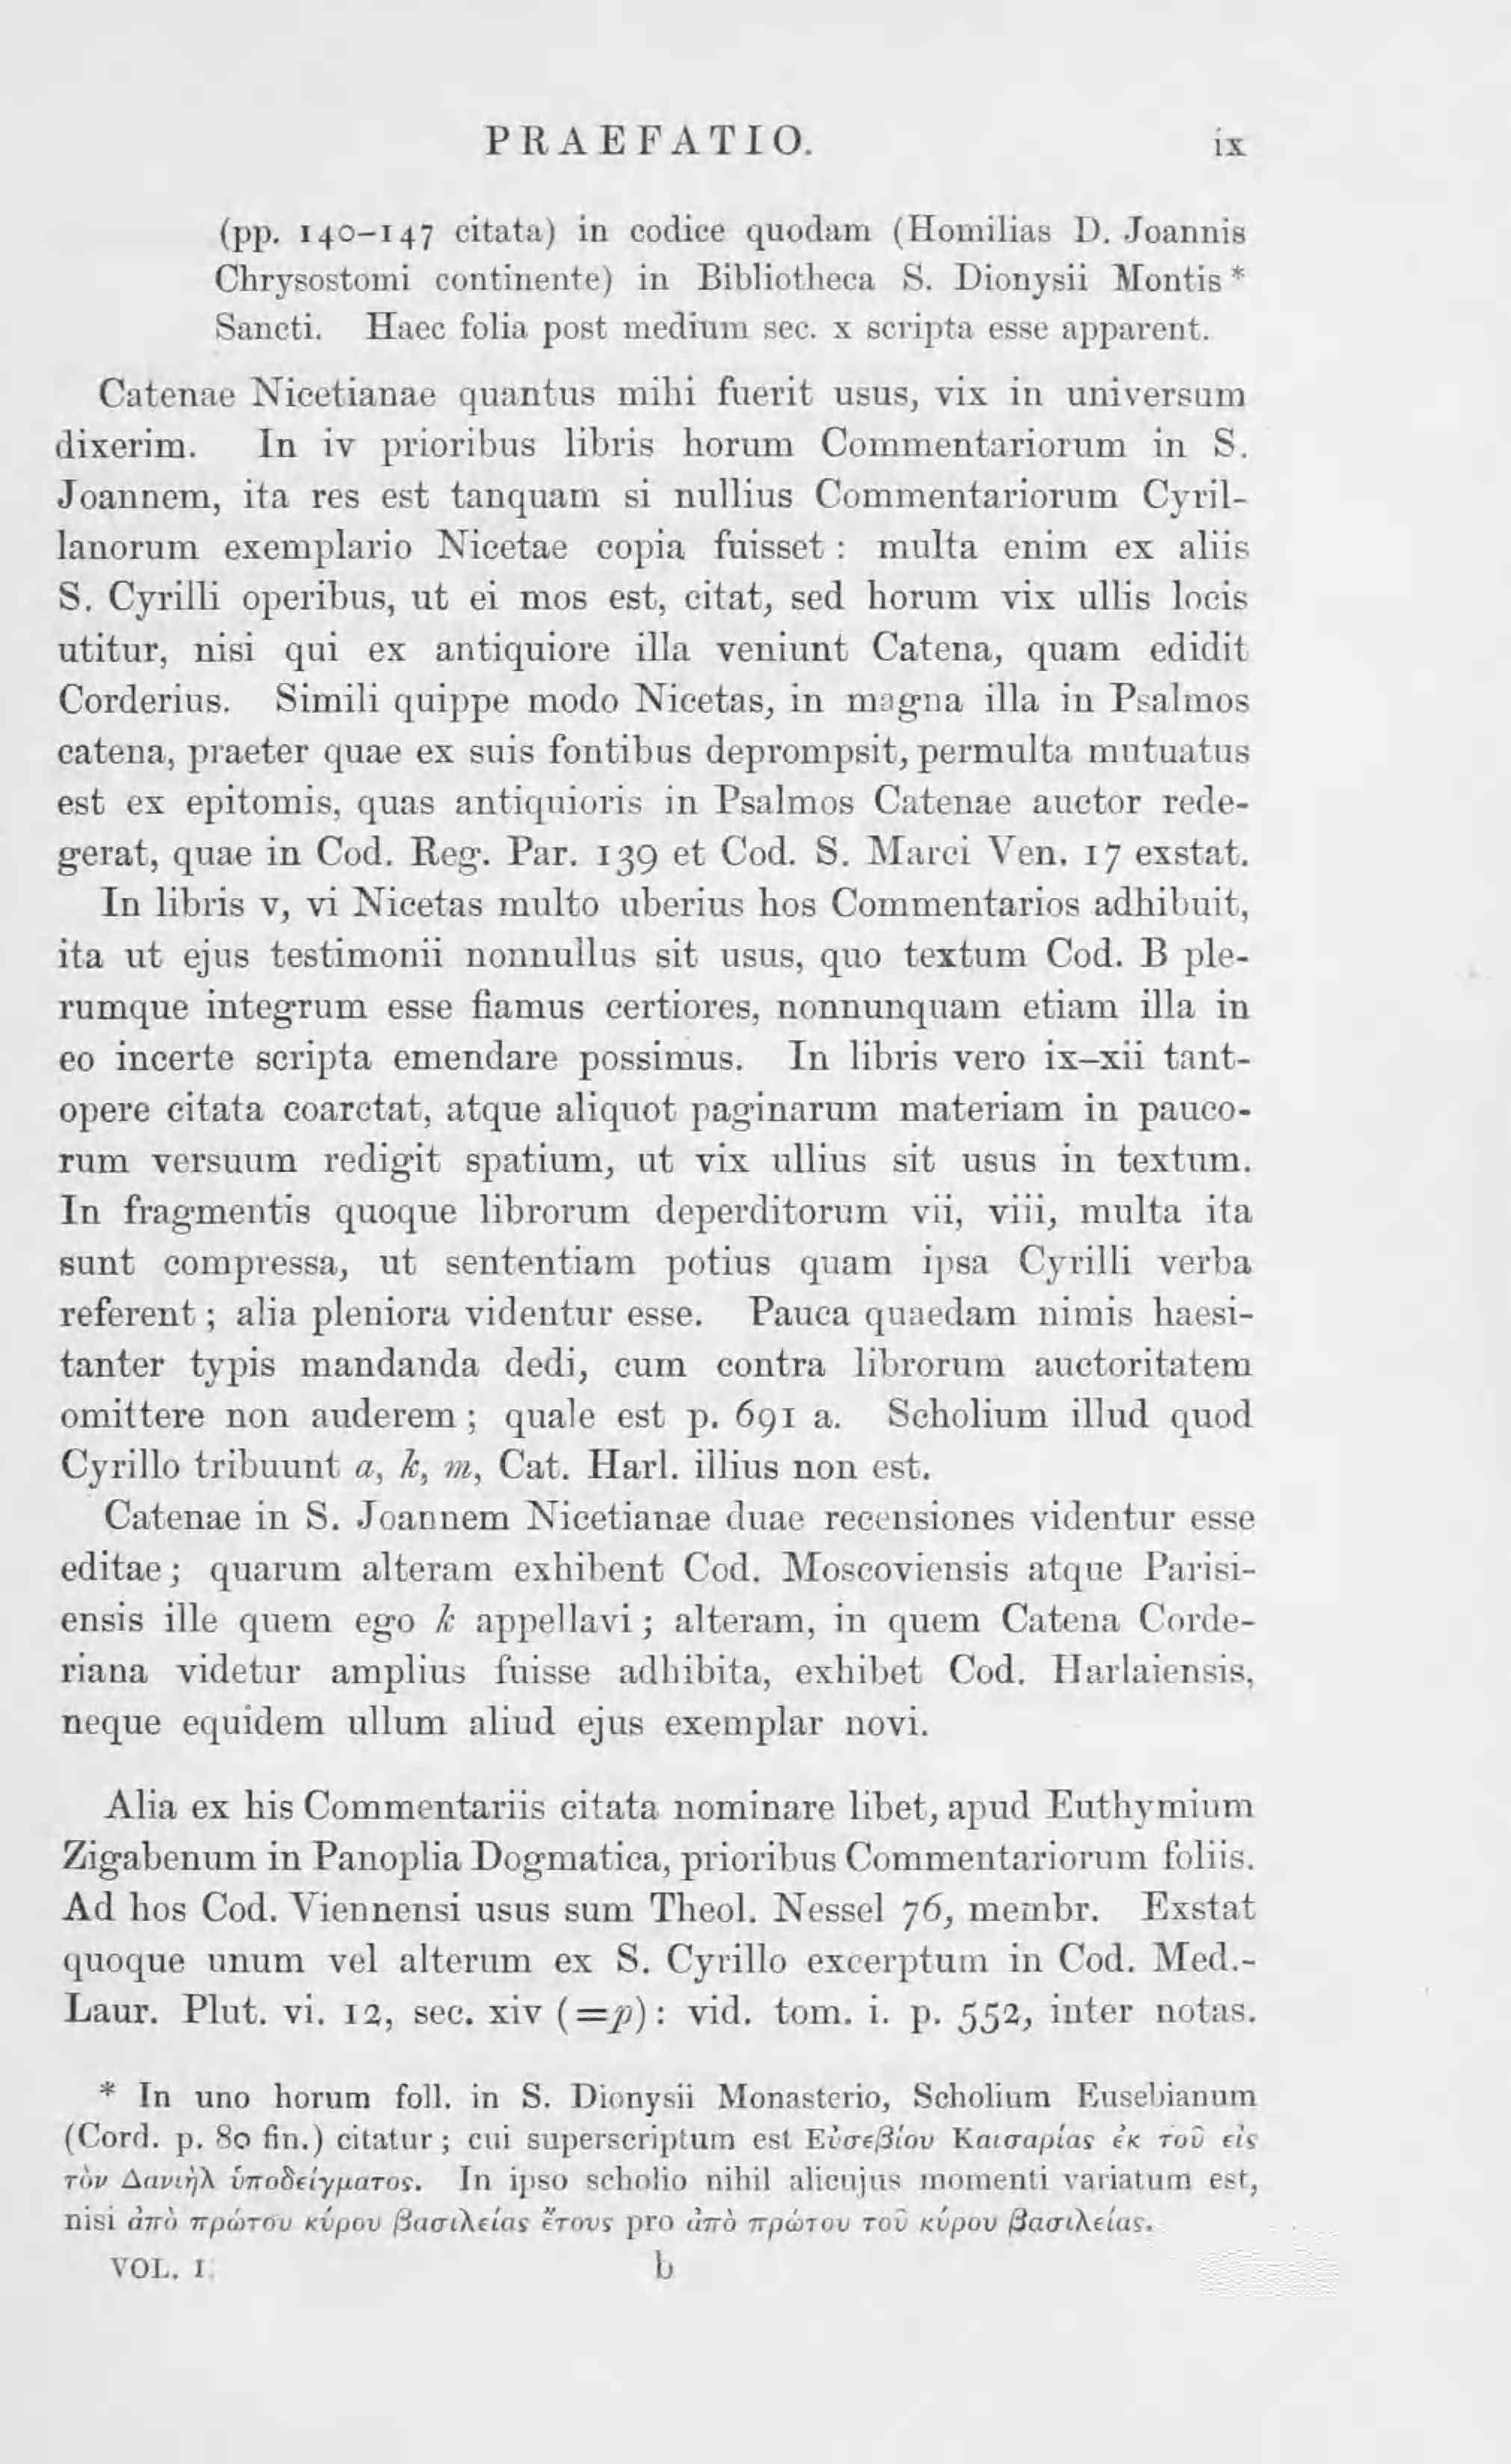 PRAEFATIO. ix
(pp. 140–147 citata) in codice quodam (Homilias D. Joannis
Chrysostomi continente) in Bibliotheca S. Dionysii Montis *
Sancti. Haec folia post medium sec. x scripta esse apparent.
Catenae Nicetianae quantus mihi fuerit usus, vix in universum
dixerim. In iv prioribus libris horum Commentariorum in S.
Joannem, ita res est tanquam si nullius Commentariorum Cyril-
lanorum exemplario Nicetae copia fuisset : multa enim ex aliis
S. Cyrilli operibus, ut ei mos est, citat, sed horum vix ullis locis
utitur, nisi qui ex antiquiore illa veniunt Catena, quam edidit
Corderius. Simili quippe modo Nicetas, in magna illa in Psalmos
catena, praeter quae ex suis fontibus deprompsit, permulta mutuatus
est ex epitomis, quas antiquioris in Psalmos Catenae auctor rede-
gerat, quae in Cod. Reg. Par. 139 et Cod. S. Marci Ven. 17 exstat.
In libris v, vi Nicetas multo uberius hos Commentarios adhibuit,
ita ut ejus testimonii nonnullus sit usus, quo textum Cod. B ple-
rumque integrum esse fiamus certiores, nonnunquam etiam illa in
eo incerte scripta emendare possimus. In libris vero ix–xii tant-
opere citata coarctat, atque aliquot paginarum materiam in pauco-
rum versuum redigit spatium, ut vix ullius sit usus in textum.
In fragmentis quoque librorum deperditorum vii, viii, multa ita
sunt compressa, ut sententiam potius quam ipsa Cyrilli verba
referent ; alia pleniora videntur esse. Pauca quaedam nimis haesi-
tanter typis mandanda dedi, cum contra librorum auctoritatem
omittere non auderem ; quale est p. 691 a. Scholium illud quod
Cyrillo tribuunt a, k, m, Cat. Harl. illius non est.
Catenae in S. Joannem Nicetianae duae recensiones videntur esse
editae ; quarum alteram exhibent Cod. Moscoviensis atque Parisi-
ensis ille quem ego k appellavi ; alteram, in quem Catena Corde-
riana videtur amplius fuisse adhibita, exhibet Cod. Harlaiensis,
neque equidem ullum aliud ejus exemplar novi.
Alia ex his Commentariis citata nominare libet, apud Euthymium
Zigabenum in Panoplia Dogmatica, prioribus Commentariorum foliis.
Ad hos Cod. Viennensi usus sum Theol. Nessel 76, membr. Exstat
quoque unum vel alterum ex S. Cyrillo excerptum in Cod. Med.-
Laur. Plut. vi. 12, sec. xiv (=p) : vid. tom. i. p. 552, inter notas.
* In uno horum foll. in S. Dionysii Monasterio, Scholium Eusebianum
(Cord. p. 80 fin.) citatur ; cui superscriptum est Εὐσεβίου Καισαρίας ἐκ τοῦ εἰς
τὸν Δανιὴλ ὑποδείγματος. In ipso scholio nihil alicujus momenti variatum est,
nisi ἀπὸ πρώτου κύρου βασιλείας ἔτους pro ἀπὸ πρώτου τοῦ κύρου βασιλείας.
VOL. I. b